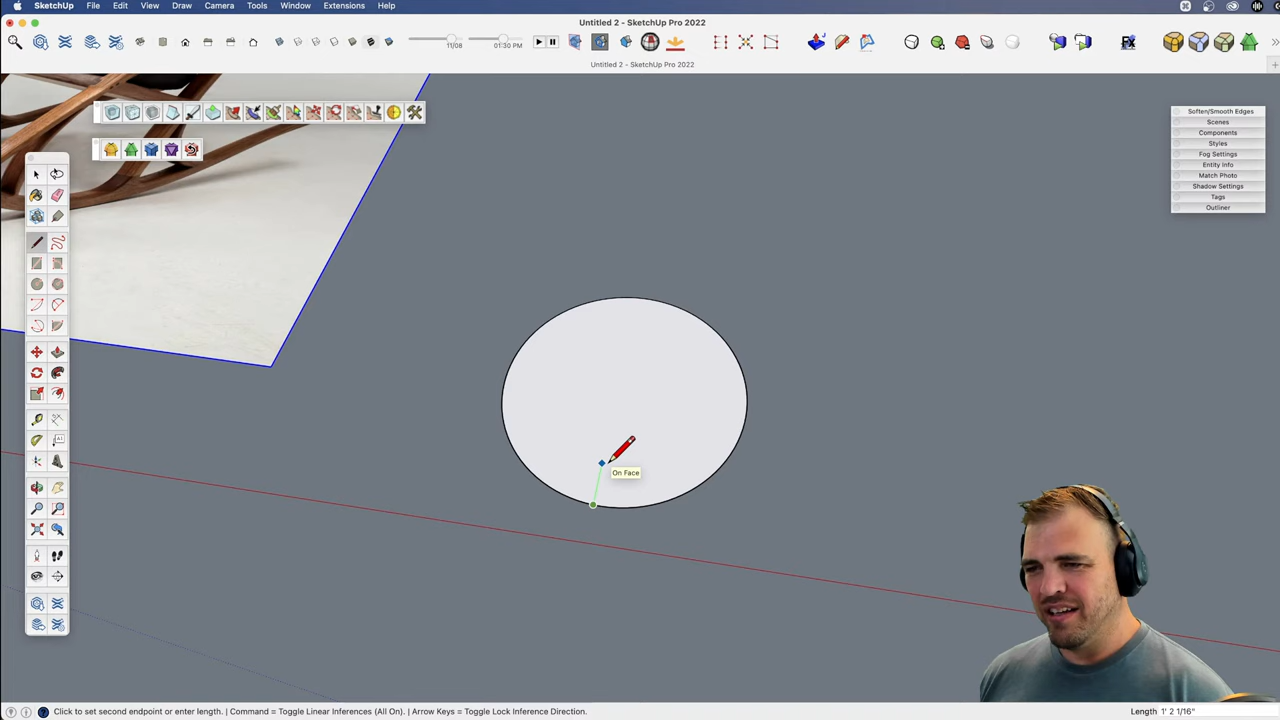 SketchUp File Edit View Draw Camera Tools Window Extensions Help
Untitled 2 - SketchUp Pro 2022
11/08 01:30 PM
Untitled 2 - SketchUp Pro 2022
Soften/Smooth Edges
Scenes
Components
Styles
Fog Settings
Entity Info
Match Photo
Shadow Settings
Tags
Outliner
On Face
Click to set second endpoint or enter length. | Command = Toggle Linear Inferences (All On). | Arrow Keys = Toggle Lock Inference Direction. Length 1' 2 1/16"